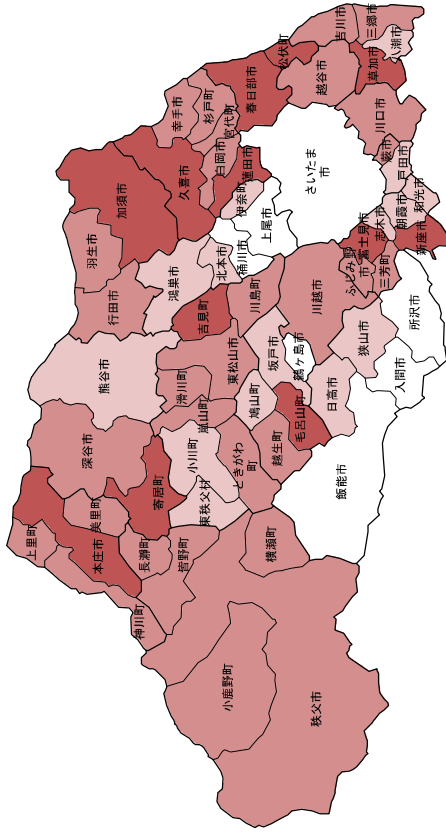 上里町
本庄市
神川町
美里町
深谷市
寄居町
長瀞町
皆野町
小鹿野町
秩父市
横瀬町
東秩父村
小川町
ときがわ
町
熊谷市
滑川町
嵐山町
東松山市
鳩山町
越生町
毛呂山町
飯能市
日高市
坂戸市
鶴ヶ島市
川越市
狭山市
入間市
所沢市
行田市
羽生市
加須市
鴻巣市
吉見町
川島町
北本市
桶川市
上尾市
伊奈町
久喜市
幸手市
杉戸町
宮代町
白岡市
蓮田市
春日部市
さいたま
市
松伏町
越谷市
吉川市
三郷市
八潮市
草加市
川口市
蕨市
戸田市
和光市
朝霞市
志木市
新座市
富士見市
ふじみ野
市
三芳町